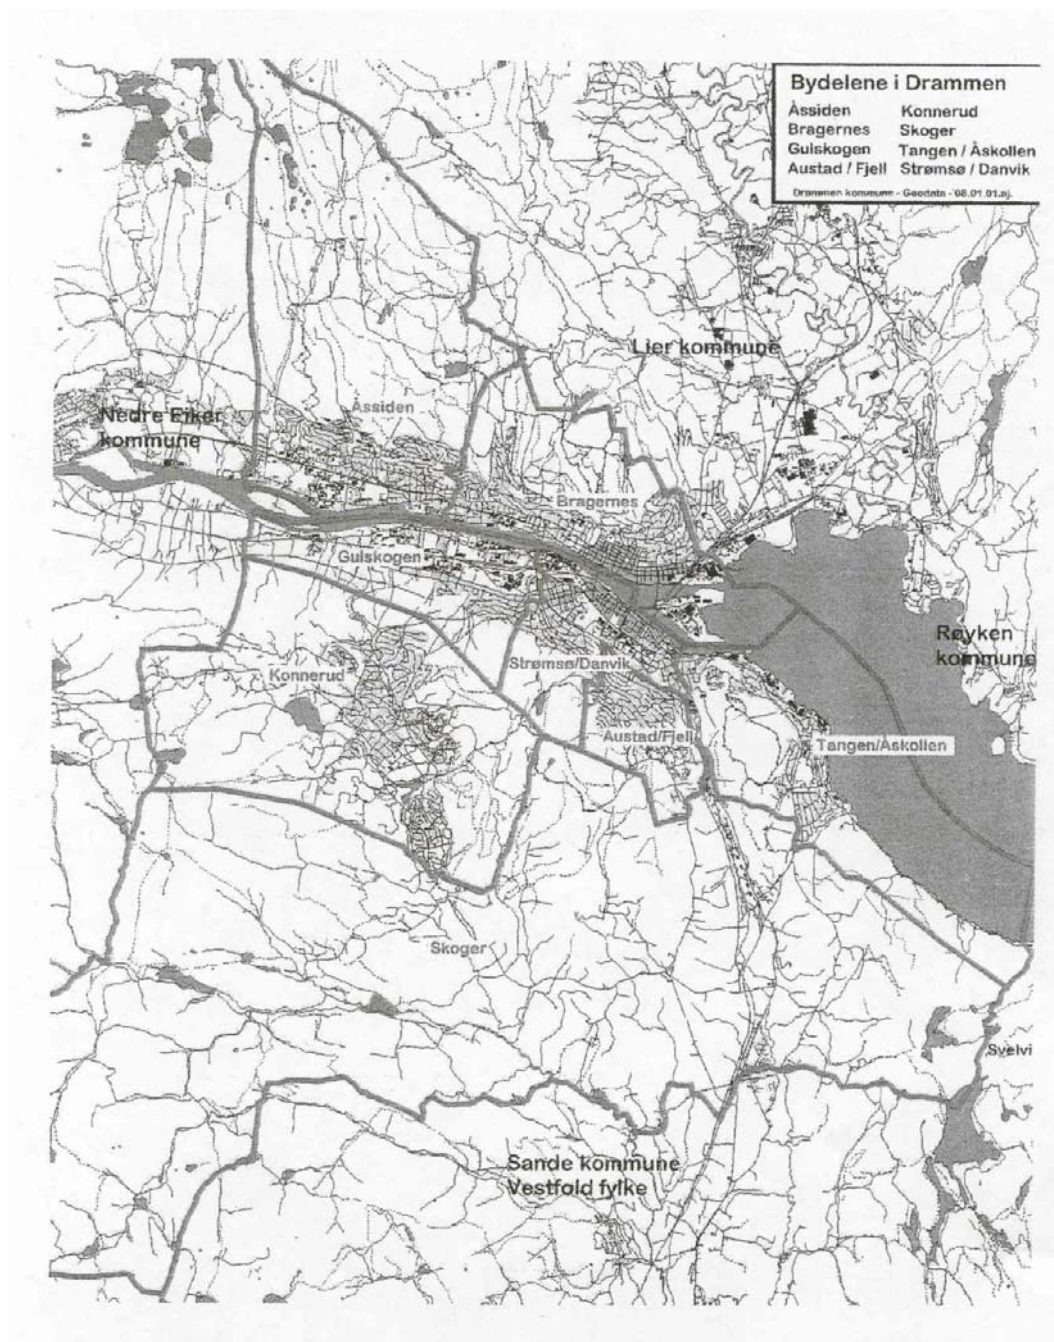 Bydelene i Drammen
Åssiden Konnerud
Bragernes Skoger
Gulskogen Tangen / Åskollen
Austad / Fjell Strømsø / Danvik
Drammen kommune - Geodata - 08.01.01.aj.
Lier kommune
Nedre Eiker
kommune
Åssiden
Bragernes
Gulskogen
Røyken
kommune
Strømsø/Danvik
Konnerud
Austad/Fjell
Tangen/Åskollen
Skoger
Svelvi
Sande kommune
Vestfold fylke